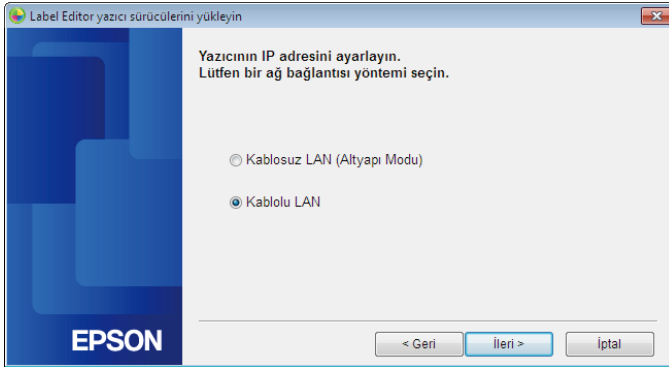 Label Editor yazıcı sürücülerini yükleyin
Yazıcının IP adresini ayarlayın.
Lütfen bir ağ bağlantısı yöntemi seçin.
Kablosuz LAN (Altyapı Modu)
Kablolu LAN
EPSON
< Geri
İleri >
İptal